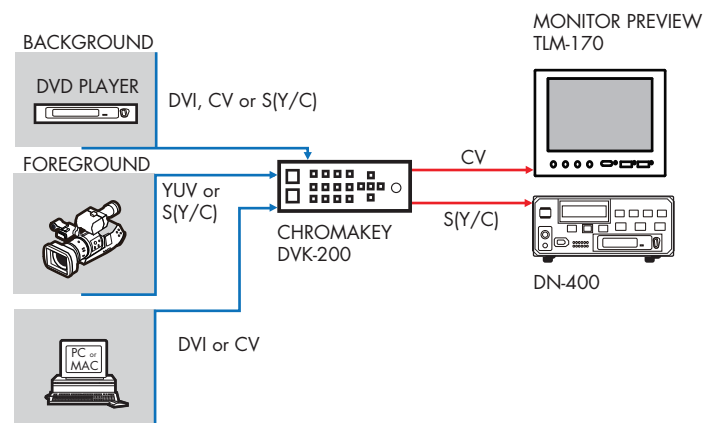 MONITOR PREVIEW
TLM-170
BACKGROUND
DVD PLAYER
DVI, CV or S(Y/C)
FOREGROUND
YUV or
S(Y/C)
CV
S(Y/C)
CHROMAKEY
DVK-200
DN-400
DVI or CV
PC or
MAC